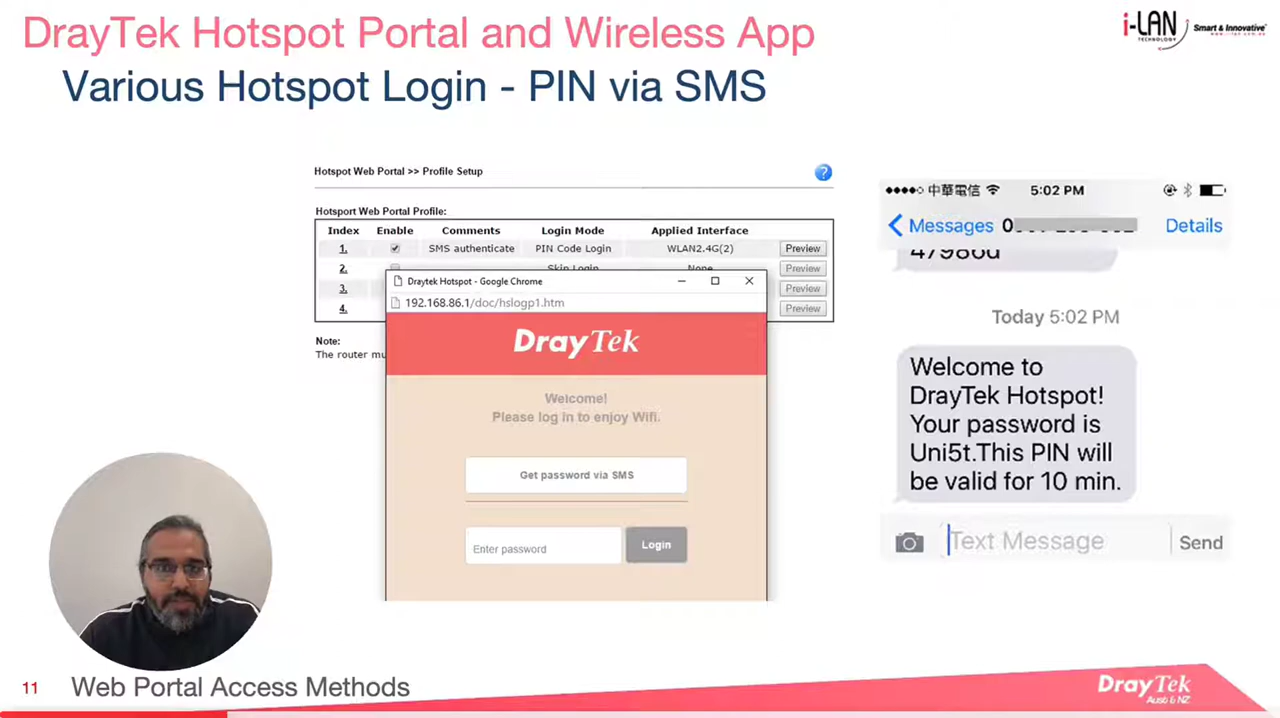 DrayTek Hotspot Portal and Wireless App
i-LAN
TECHNOLOGY
Smart & Innovative
Various Hotspot Login - PIN via SMS
Hotspot Web Portal >> Profile Setup
?
Hotsport Web Portal Profile:
Index Enable Comments Login Mode Applied Interface
1. SMS authenticate PIN Code Login WLAN2.4G(2) Preview
2. Skip Login None Preview
3. Preview
4. Preview
Note:
The router mu
Draytek Hotspot - Google Chrome
192.168.86.1/doc/hslogp1.htm
DrayTek
Welcome!
Please log in to enjoy Wifi.
Get password via SMS
Enter password Login
中華電信 5:02 PM
Messages 0 Details
47986d
Today 5:02 PM
Welcome to
DrayTek Hotspot!
Your password is
Uni5t.This PIN will
be valid for 10 min.
Text Message Send
11 Web Portal Access Methods
DrayTek
Aust & NZ